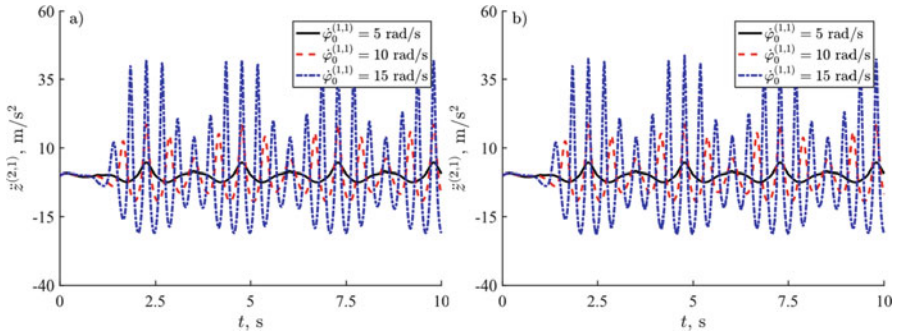 a)
60
35
10
-15
-40
z̈^(2,1), m/s²
φ̇₀^(1,1) = 5 rad/s
φ̇₀^(1,1) = 10 rad/s
φ̇₀^(1,1) = 15 rad/s
0 2.5 5 7.5 10
t, s
b)
60
35
10
-15
-40
z̈^(2,1), m/s²
φ̇₀^(1,1) = 5 rad/s
φ̇₀^(1,1) = 10 rad/s
φ̇₀^(1,1) = 15 rad/s
0 2.5 5 7.5 10
t, s